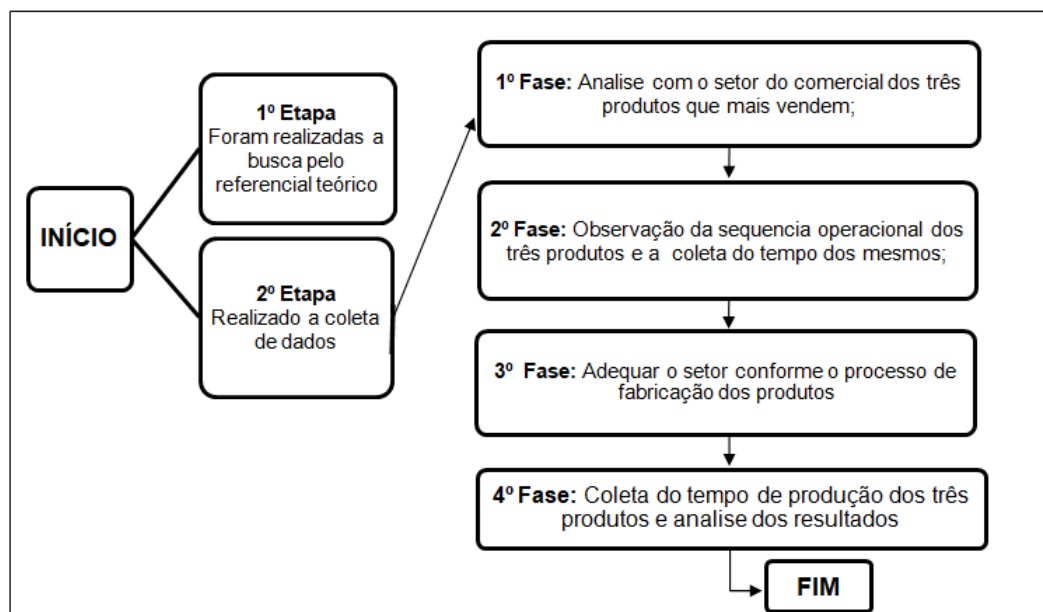 INÍCIO
1º Etapa
Foram realizadas a
busca pelo
referencial teórico
2º Etapa
Realizado a coleta
de dados
1º Fase: Analise com o setor do comercial dos três
produtos que mais vendem;
2º Fase: Observação da sequencia operacional dos
três produtos e a coleta do tempo dos mesmos;
3º Fase: Adequar o setor conforme o processo de
fabricação dos produtos
4º Fase: Coleta do tempo de produção dos três
produtos e analise dos resultados
FIM